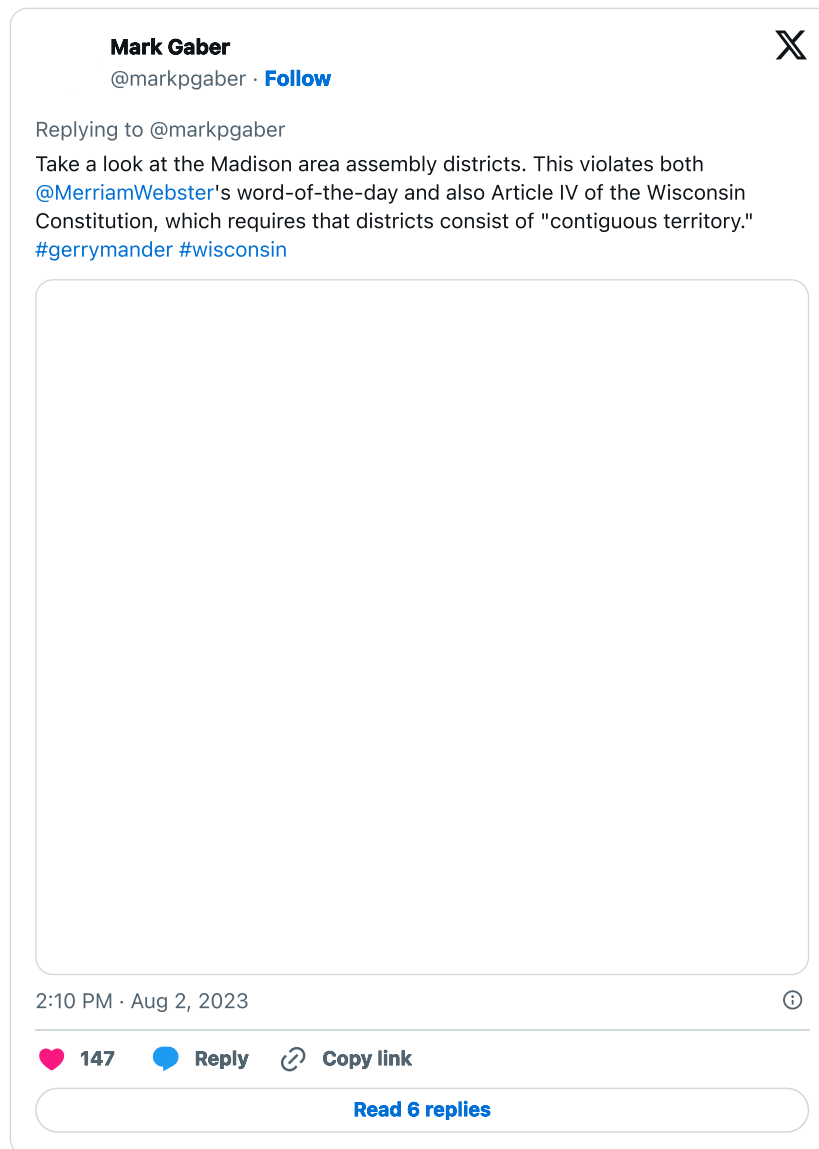 Mark Gaber
@markpgaber · Follow
Replying to @markpgaber
Take a look at the Madison area assembly districts. This violates both
@MerriamWebster's word-of-the-day and also Article IV of the Wisconsin
Constitution, which requires that districts consist of "contiguous territory."
#gerrymander #wisconsin
2:10 PM · Aug 2, 2023
147 Reply Copy link
Read 6 replies